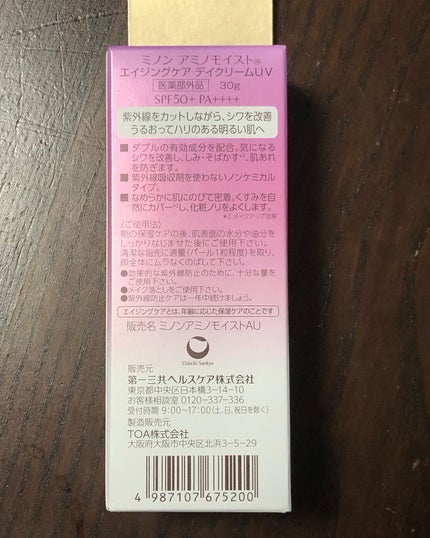 ミノン アミノモイスト®
エイジングケア デイクリームUV
医薬部外品 30g
SPF50+ PA++++
紫外線をカットしながら、シワを改善
うるおってハリのある明るい肌へ
■ダブルの有効成分を配合。気になる
シワを改善し、しみ・そばかす、肌あれ
を防ぎます。
■紫外線吸収剤を使わないノンケミカル
タイプ。
■なめらかに肌にのびて密着。くすみを自
然にカバー*2し、化粧ノリをよくします。
*2 メイクアップ効果
〈ご使用法〉
朝の保湿ケアの後、肌表面の水分や油分を
しっかりなじませた後にご使用下さい。
清潔な指先に適量(パール1粒程度)を取り、
顔全体にムラなくのばして下さい。
●効果的な紫外線防止のために、十分な量を
ご使用下さい。
●メイク落としをご使用下さい。
●紫外線防止ケアは一年中続けましょう。
エイジングケアとは、年齢に応じた保湿ケアのことです
販売名 ミノンアミノモイストAU
Daiichi-Sankyo
販売元
第一三共ヘルスケア株式会社
東京都中央区日本橋3-14-10
お客様相談室 0120-337-336
受付時間 9:00~17:00(土、日、祝日を除く)
製造販売元
TOA株式会社
大阪府大阪市中央区北浜3-5-29
4 987107 675200